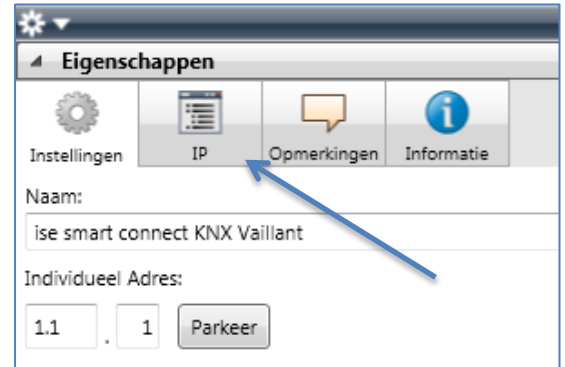 Eigenschappen
Instellingen IP Opmerkingen Informatie
Naam:
ise smart connect KNX Vaillant
Individueel Adres:
1.1 . 1 Parkeer